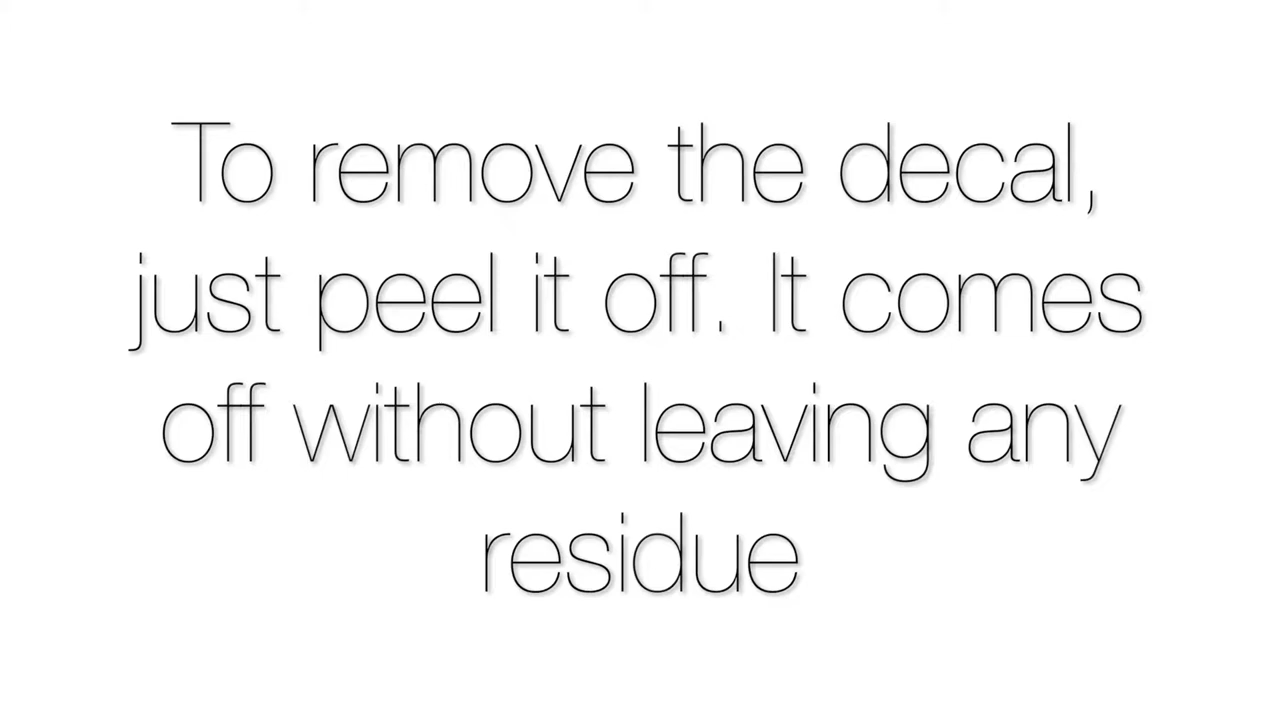 To remove the decal,
just peel it off. It comes
off without leaving any
residue